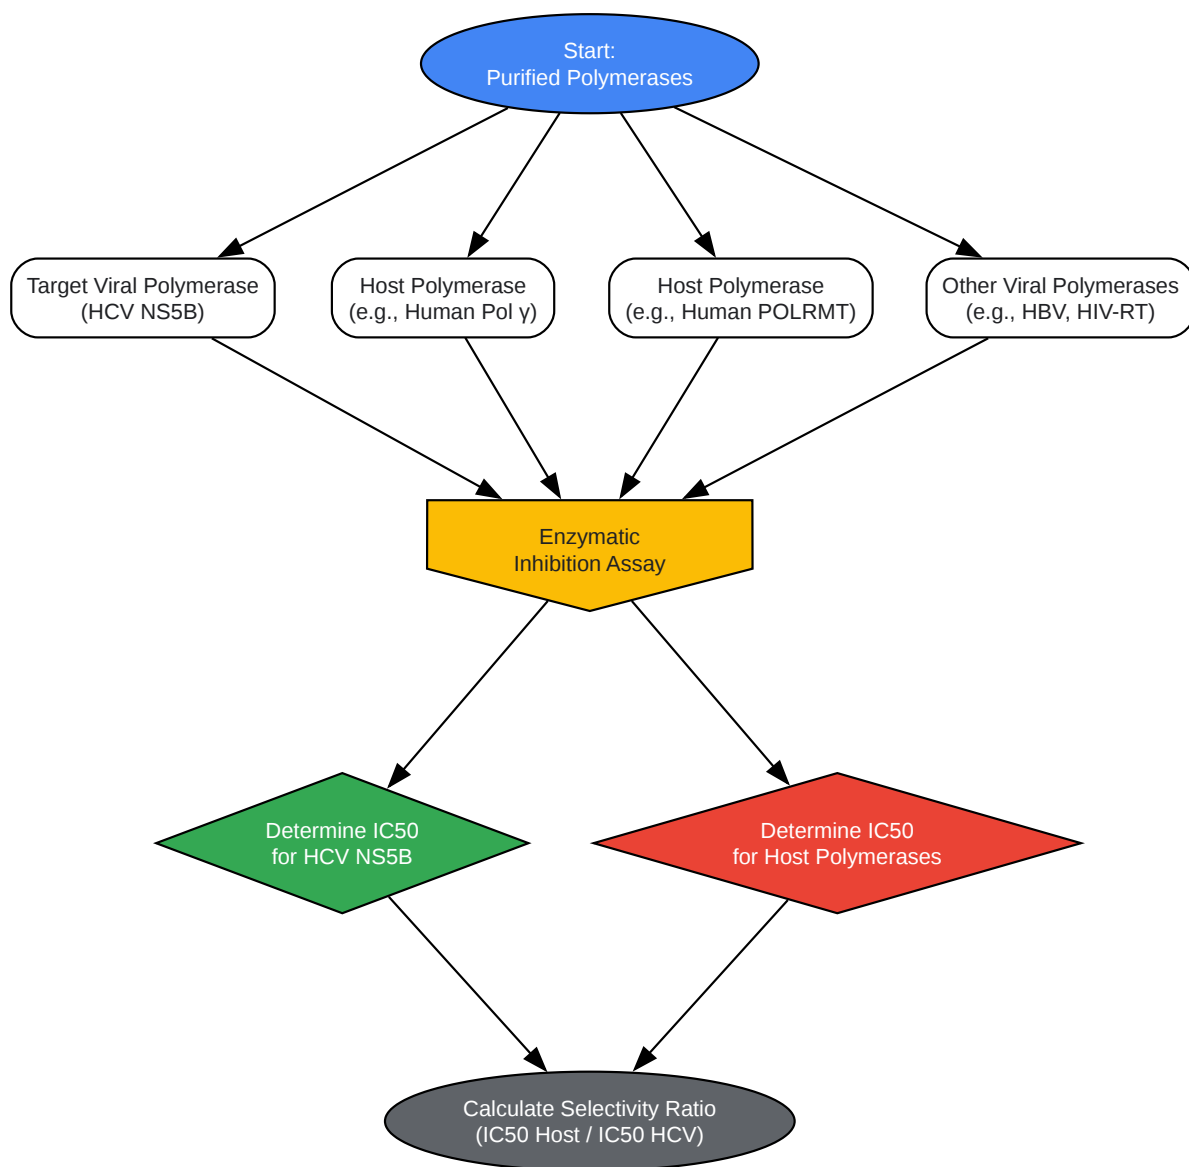 Start:
Purified Polymerases
Target Viral Polymerase
(HCV NS5B)
Host Polymerase
(e.g., Human Pol γ)
Host Polymerase
(e.g., Human POLRMT)
Other Viral Polymerases
(e.g., HBV, HIV-RT)
Enzymatic
Inhibition Assay
Determine IC50
for HCV NS5B
Determine IC50
for Host Polymerases
Calculate Selectivity Ratio
(IC50 Host / IC50 HCV)